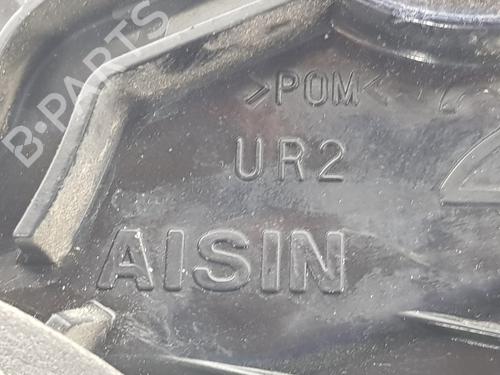 B-PARTS
>POM<
UR2
AISIN